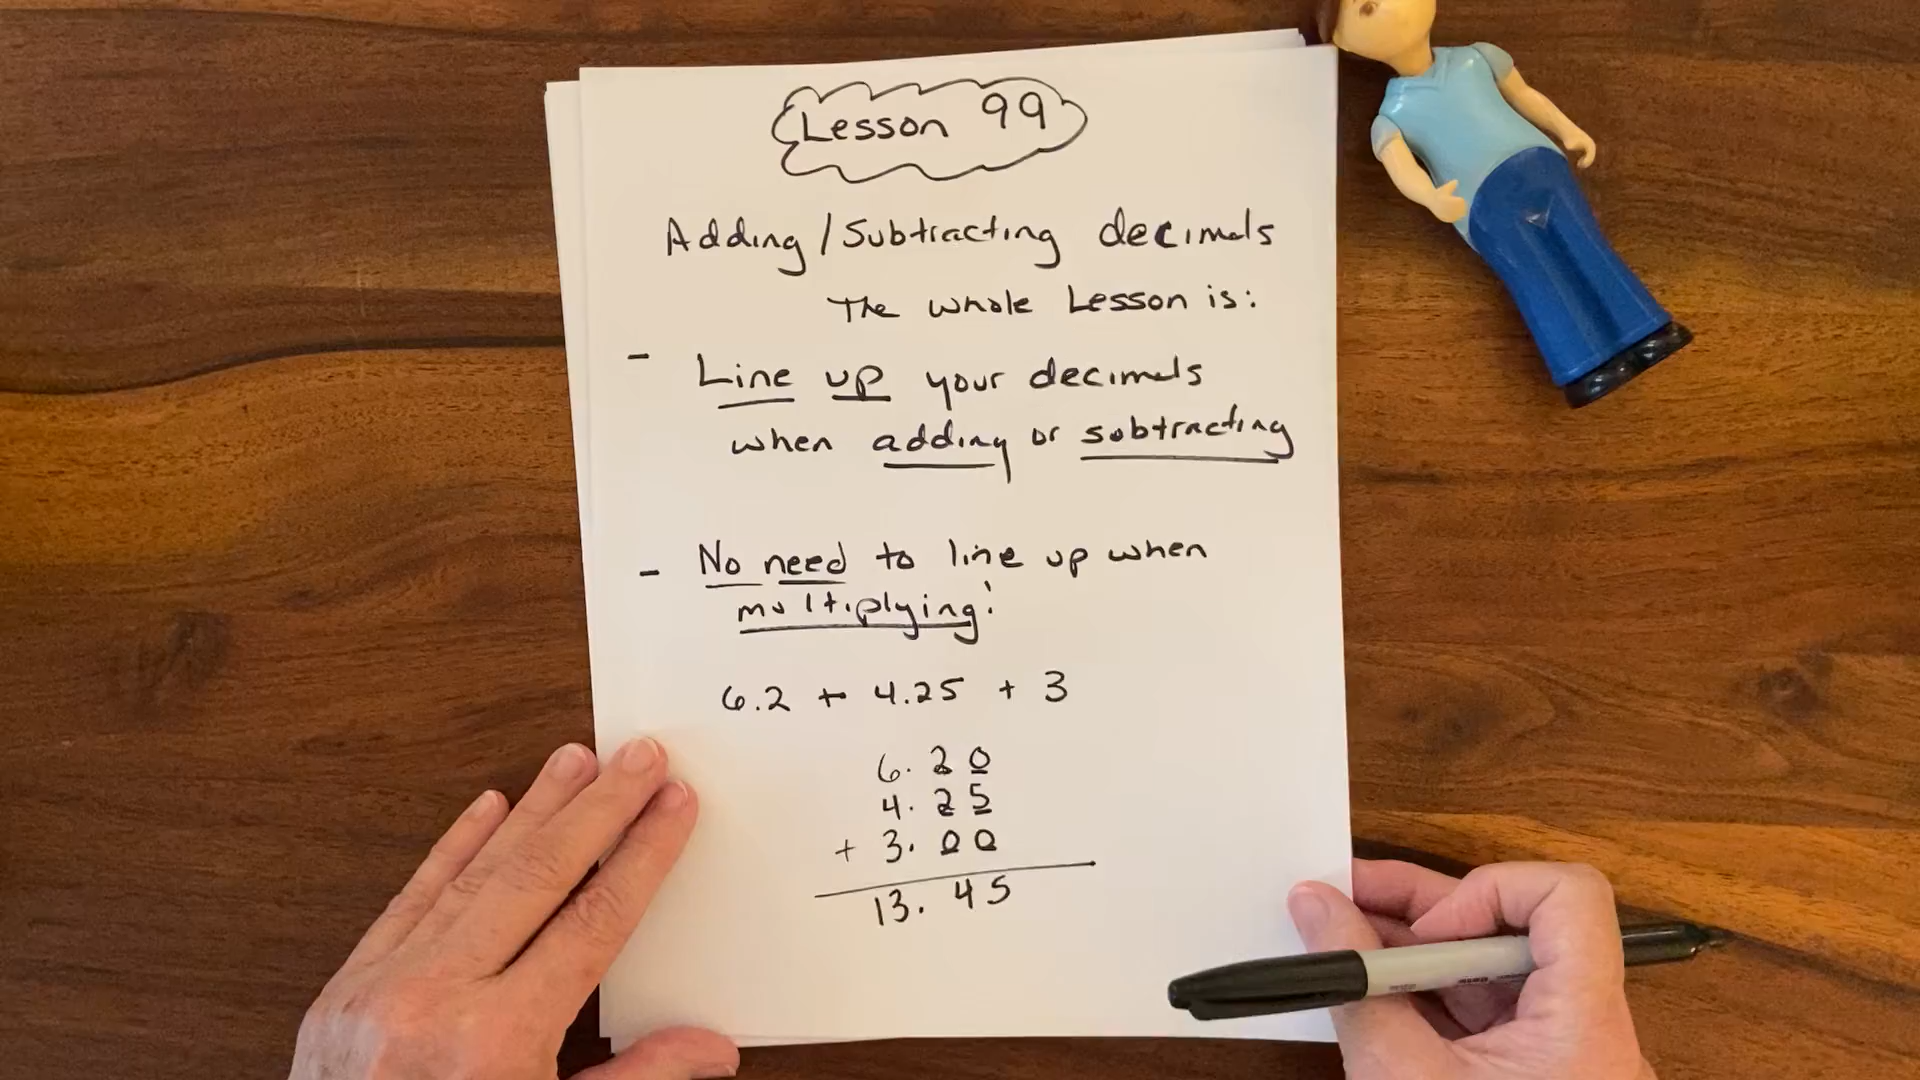 Lesson 99
Adding/Subtracting decimals
The whole Lesson is:
- Line up your decimals
when adding or subtracting
- No need to line up when
multiplying!
6.2 + 4.25 + 3
6.20
4.25
+ 3.00
13.45